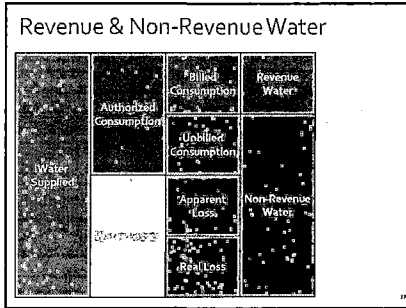 Revenue & Non-Revenue Water
Water
Supplied
Authorized
Consumption
Billed
Consumption
Revenue
Water
Unbilled
Consumption
Apparent
Loss
Real Loss
Non-Revenue
Water